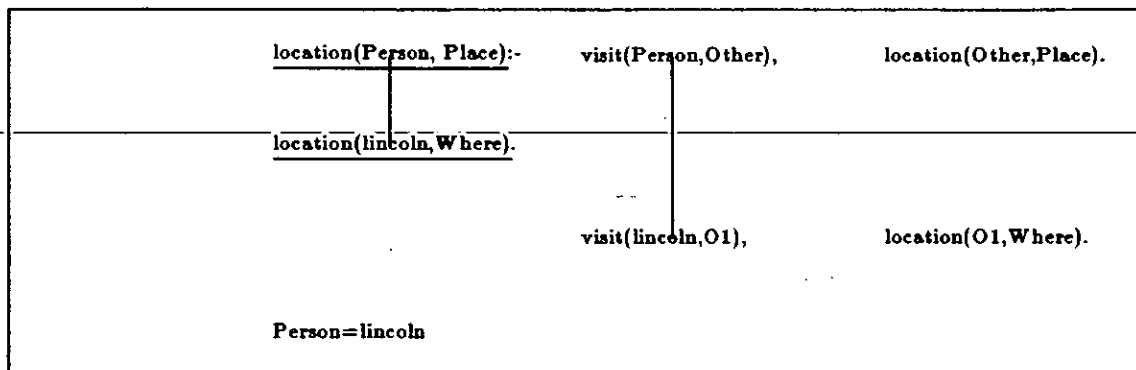 location(Person, Place):- visit(Person,Other), location(Other,Place).
location(lincoln,Where).
visit(lincoln,O1), location(O1,Where).
Person=lincoln